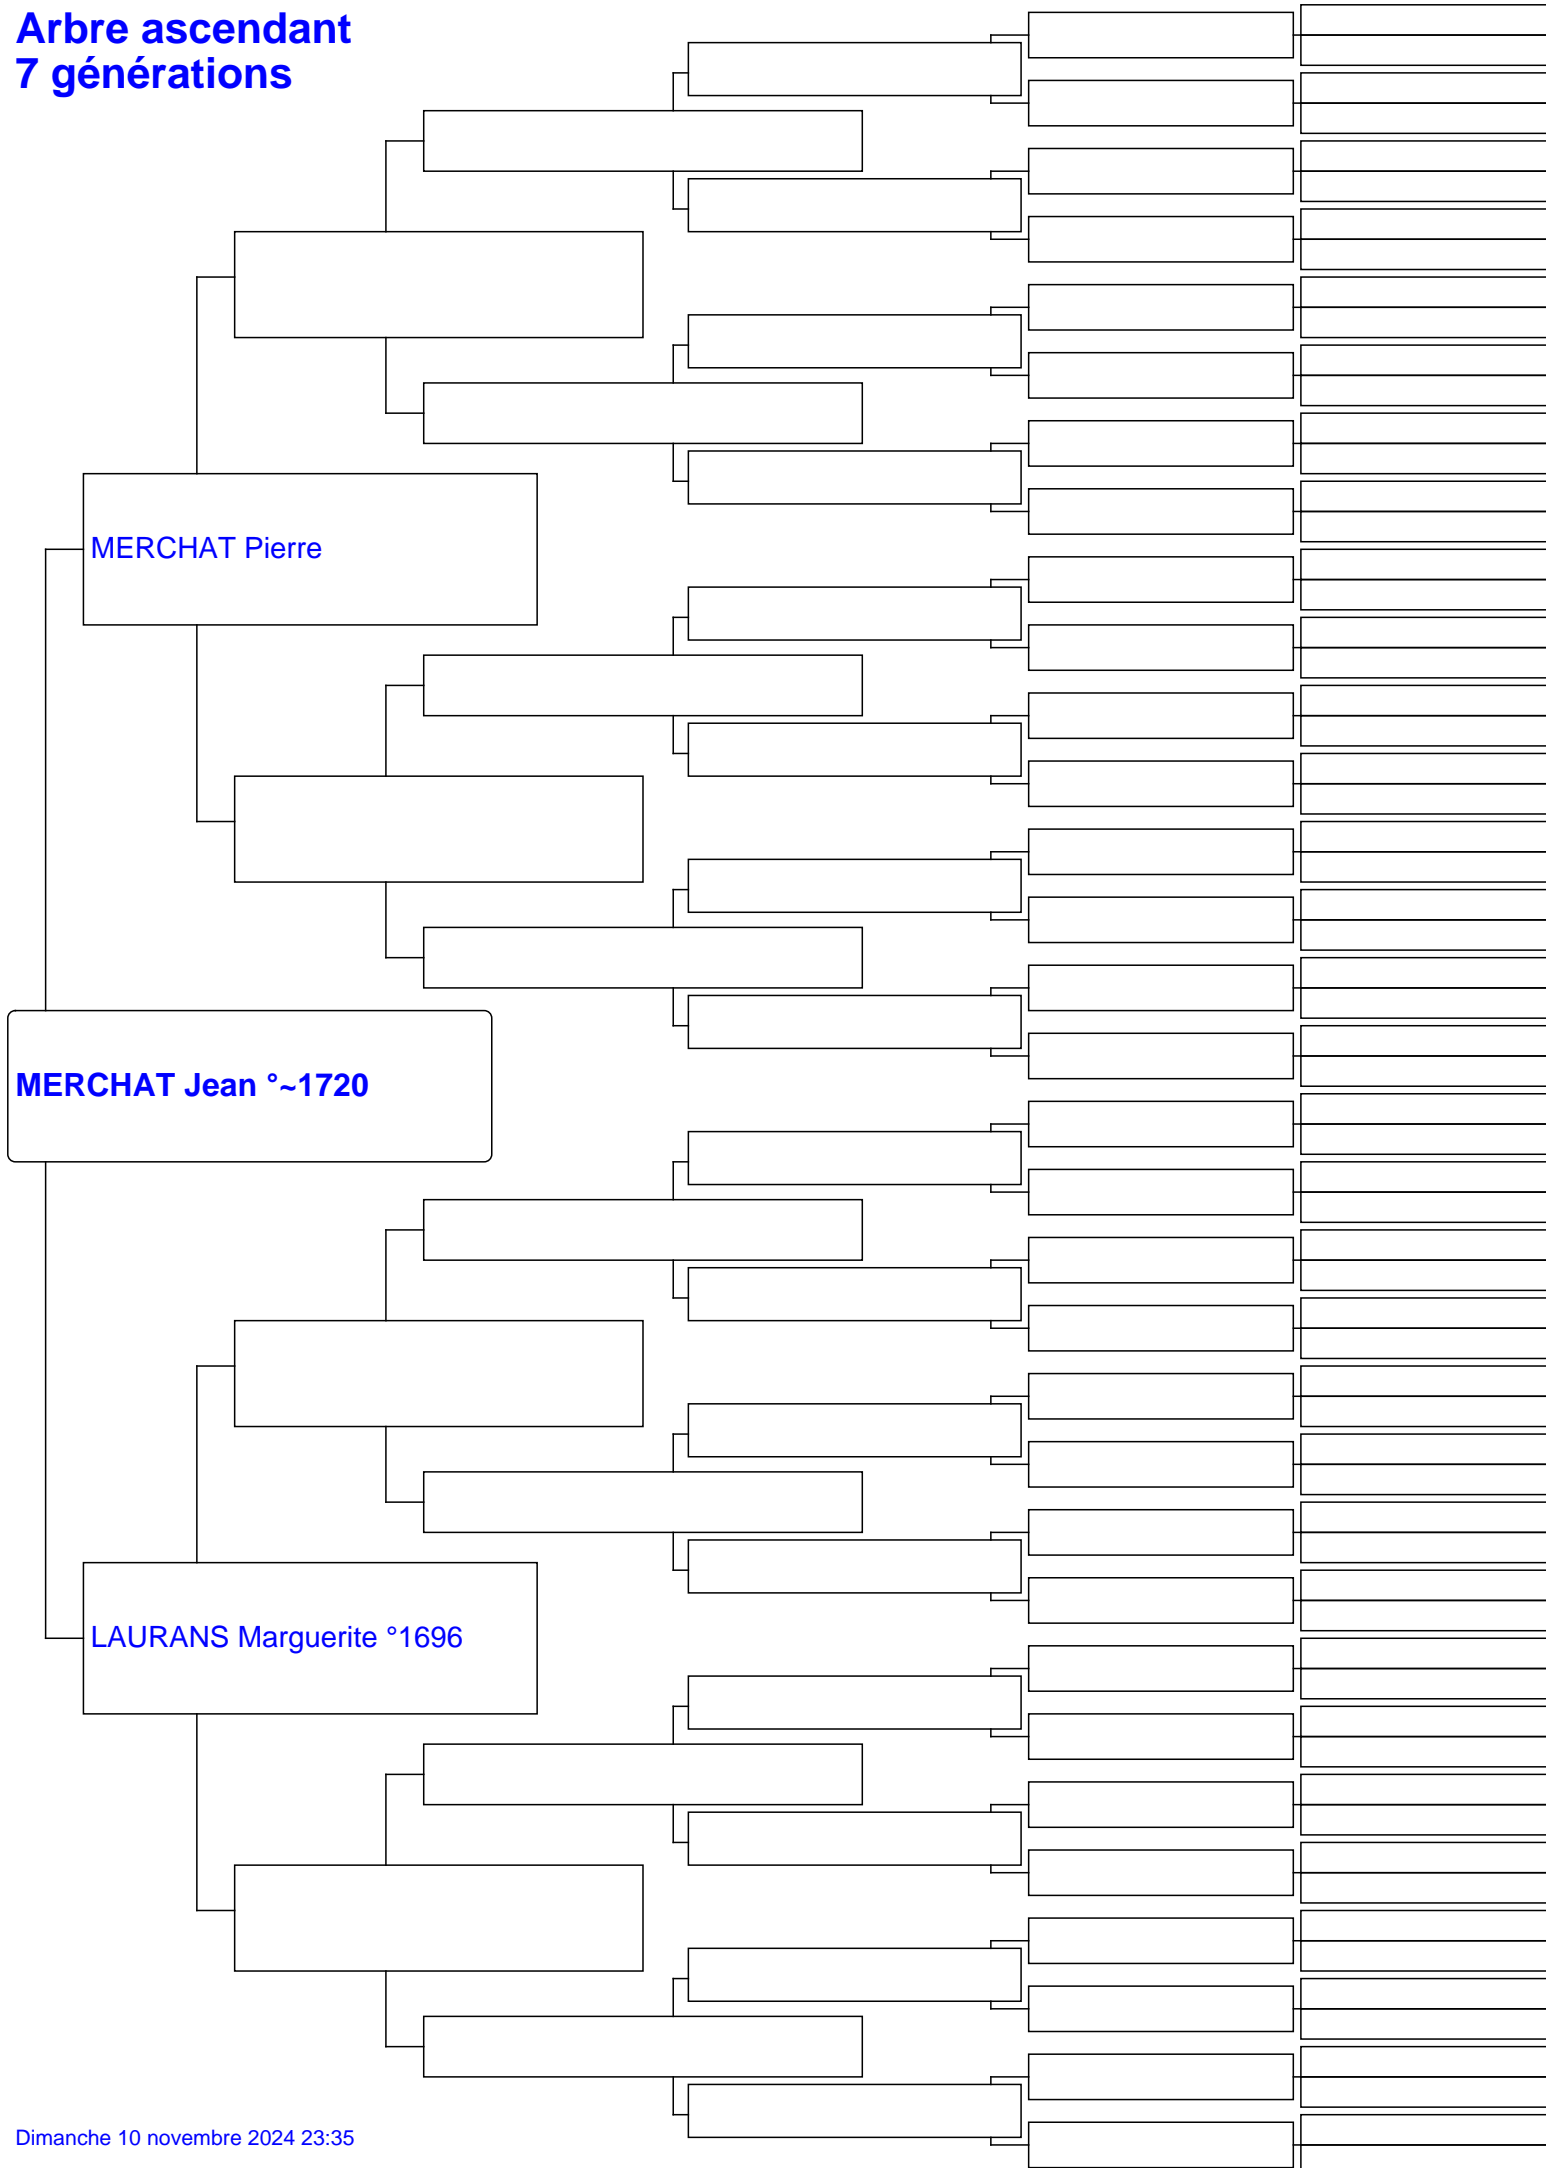 Arbre ascendant
7 générations
MERCHAT Pierre
MERCHAT Jean °~1720
LAURANS Marguerite °1696
Dimanche 10 novembre 2024 23:35